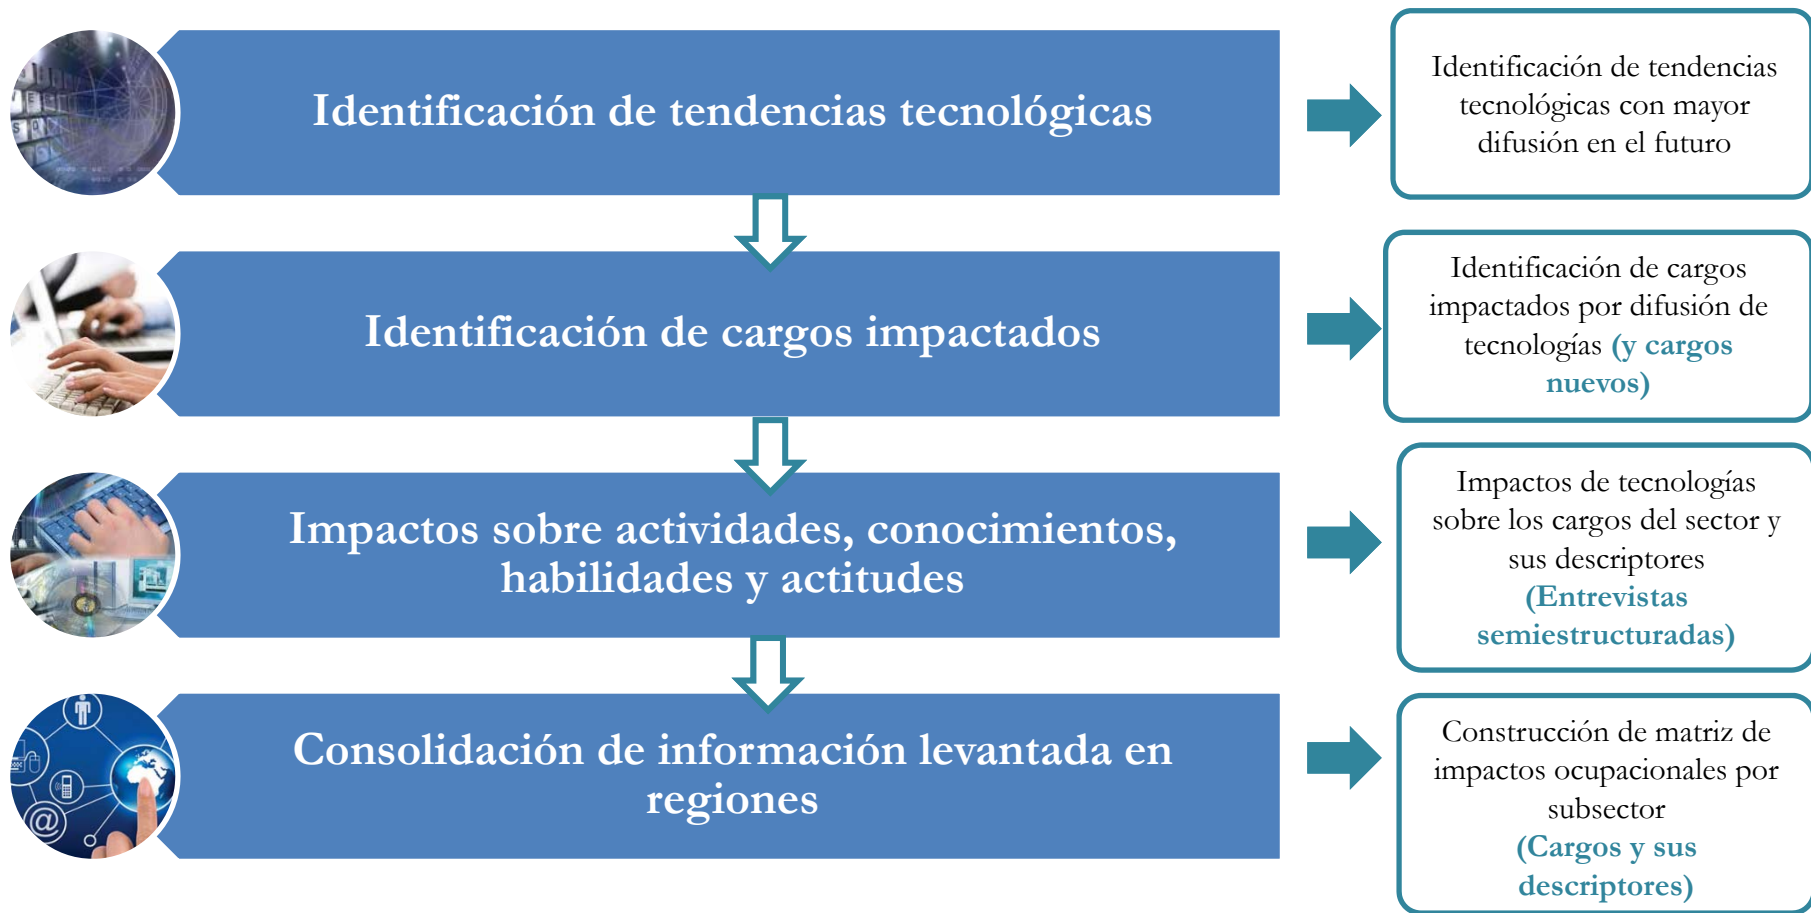 Identificación de tendencias tecnológicas
Identificación de tendencias
tecnológicas con mayor
difusión en el futuro
Identificación de cargos impactados
Identificación de cargos
impactados por difusión de
tecnologías (y cargos
nuevos)
Impactos sobre actividades, conocimientos,
habilidades y actitudes
Impactos de tecnologías
sobre los cargos del sector y
sus descriptores
(Entrevistas
semiestructuradas)
Consolidación de información levantada en
regiones
Construcción de matriz de
impactos ocupacionales por
subsector
(Cargos y sus
descriptores)